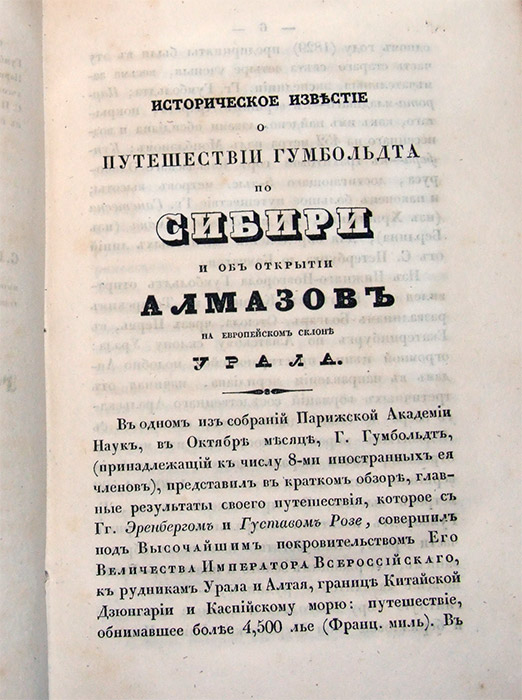 ИСТОРИЧЕСКОЕ ИЗВѢСТІЕ
О
ПУТЕШЕСТВІИ ГУМБОЛЬДТА
ПО
СИБИРИ
И ОБЪ ОТКРЫТІИ
АЛМАЗОВЪ
НА ЕВРОПЕЙСКОМЪ СКЛОНѢ
УРАЛА.
Въ одномъ изъ собраній Парижской Академіи
Наукъ, въ Октябрѣ мѣсяцѣ, Г. Гумбольдтъ,
(принадлежащій къ числу 8-ми иностранныхъ ея
членовъ), представилъ въ краткомъ обзорѣ, глав-
ные результаты своего путешествія, которое съ
Гг. Эренбергомъ и Густавомъ Розе, совершилъ
подъ Высочайшимъ покровительствомъ Его
Величества Императора Всероссійскаго,
къ рудникамъ Урала и Алтая, границѣ Китайской
Дзюнгаріи и Каспійскому морю: путешествіе,
обнимавшее болѣе 4,500 лье (Франц. миль). Въ